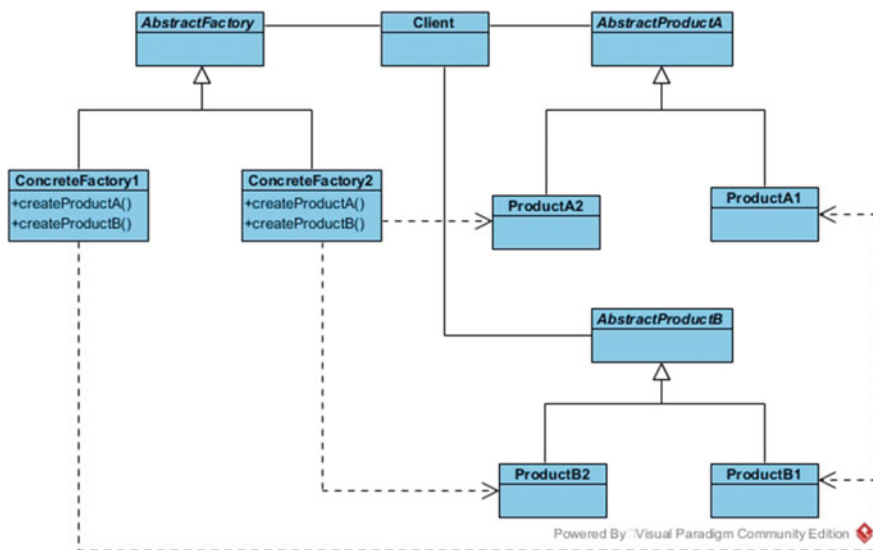 AbstractFactory
Client
AbstractProductA
ConcreteFactory1
+createProductA()
+createProductB()
ConcreteFactory2
+createProductA()
+createProductB()
ProductA2
ProductA1
AbstractProductB
ProductB2
ProductB1
Powered By Visual Paradigm Community Edition